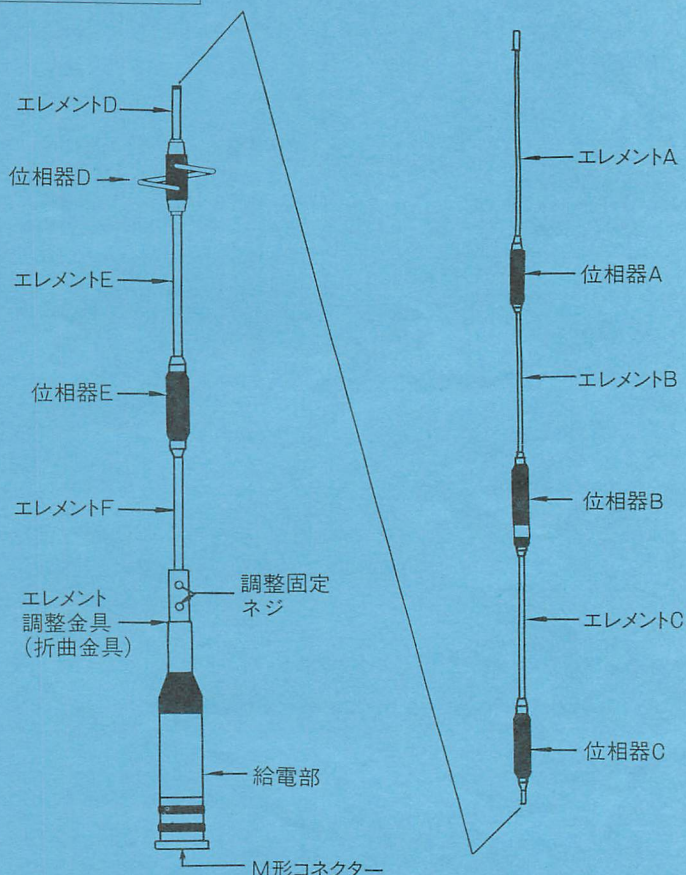 エレメントD
位相器D
エレメントE
位相器E
エレメントF
調整固定
ネジ
エレメント
調整金具
(折曲金具)
給電部
M形コネクター
エレメントA
位相器A
エレメントB
位相器B
エレメントC
位相器C